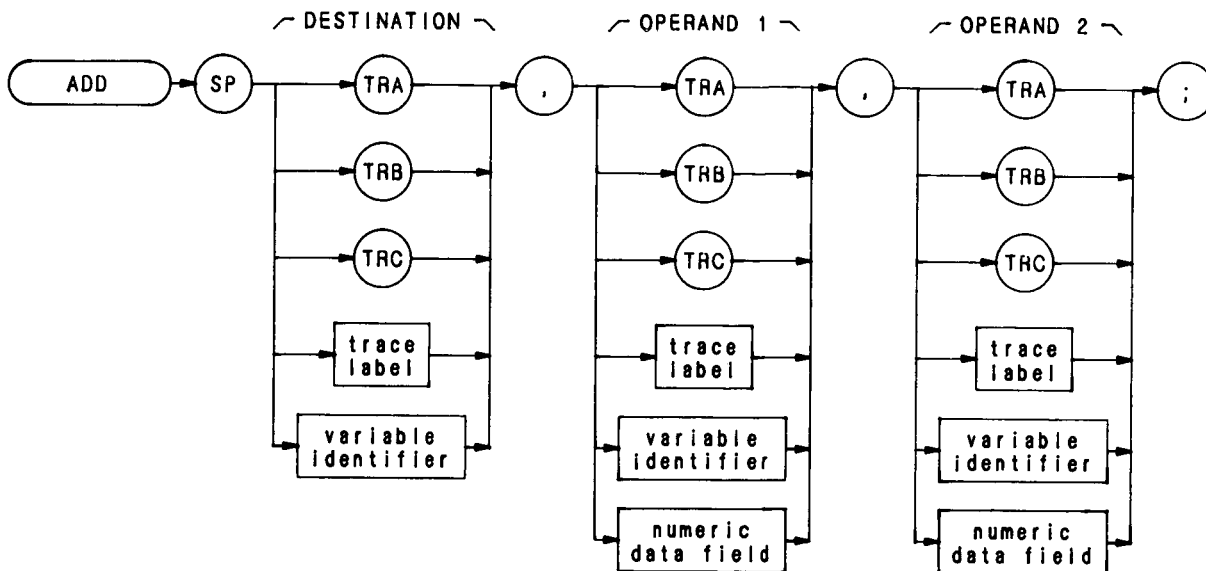 DESTINATION
OPERAND 1
OPERAND 2
ADD SP TRA , TRA , TRA ;
TRB TRB TRB
TRC TRC TRC
trace trace trace
label label label
variable variable variable
identifier identifier identifier
numeric numeric
data field data field